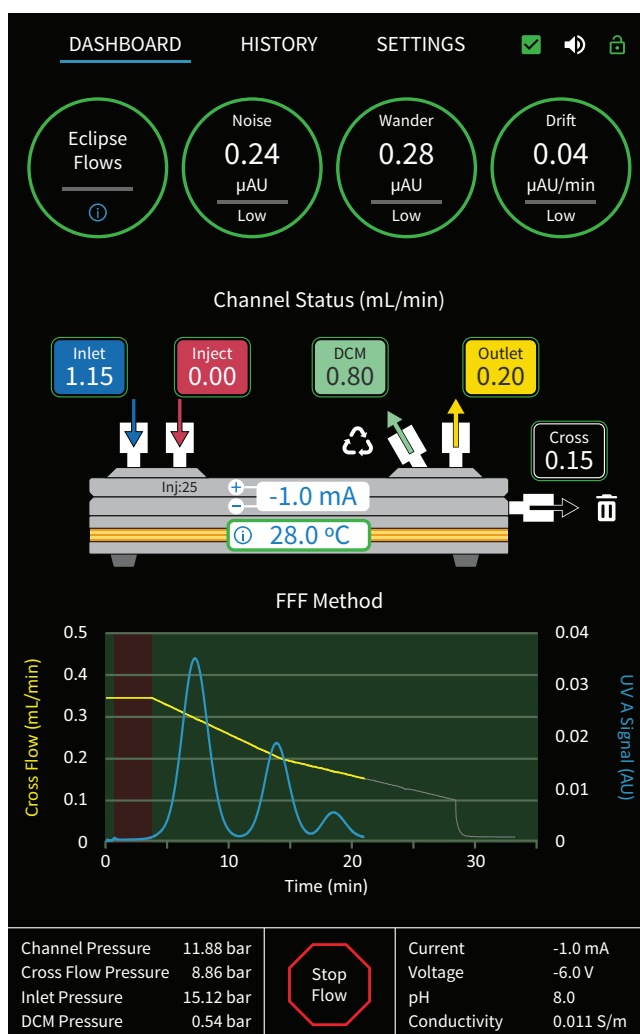 DASHBOARD HISTORY SETTINGS
Eclipse
Flows
Noise
0.24
µAU
Low
Wander
0.28
µAU
Low
Drift
0.04
µAU/min
Low
Channel Status (mL/min)
Inlet
1.15
Inject
0.00
DCM
0.80
Outlet
0.20
Cross
0.15
Inj:25
-1.0 mA
28.0 ºC
FFF Method
Cross Flow (mL/min)
0.5
0.4
0.3
0.2
0.1
0
0.04
0.03
0.02
0.01
0
UV A Signal (AU)
0 10 20 30
Time (min)
Channel Pressure 11.88 bar
Cross Flow Pressure 8.86 bar
Inlet Pressure 15.12 bar
DCM Pressure 0.54 bar
Stop
Flow
Current -1.0 mA
Voltage -6.0 V
pH 8.0
Conductivity 0.011 S/m